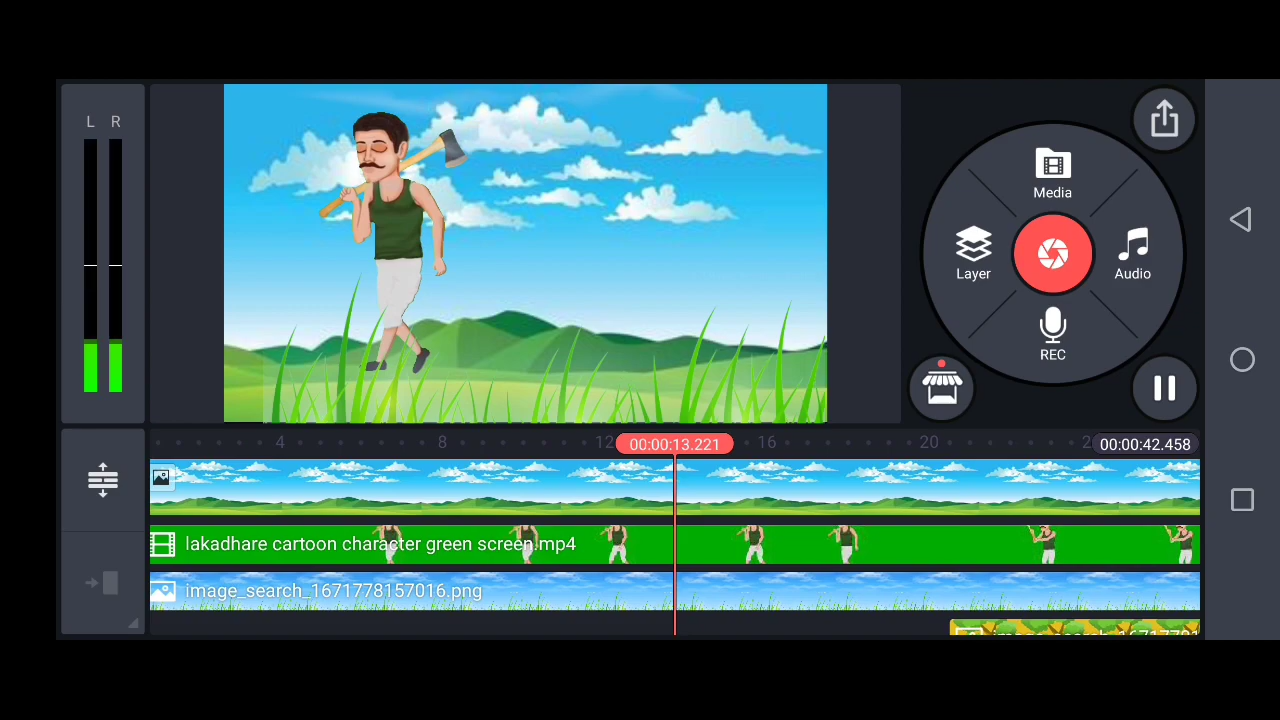 L R
Media
Layer
Audio
REC
4 8 12 00:00:13.221 16 20 2 00:00:42.458
lakadhare cartoon character green screen.mp4
image_search_1671778157016.png